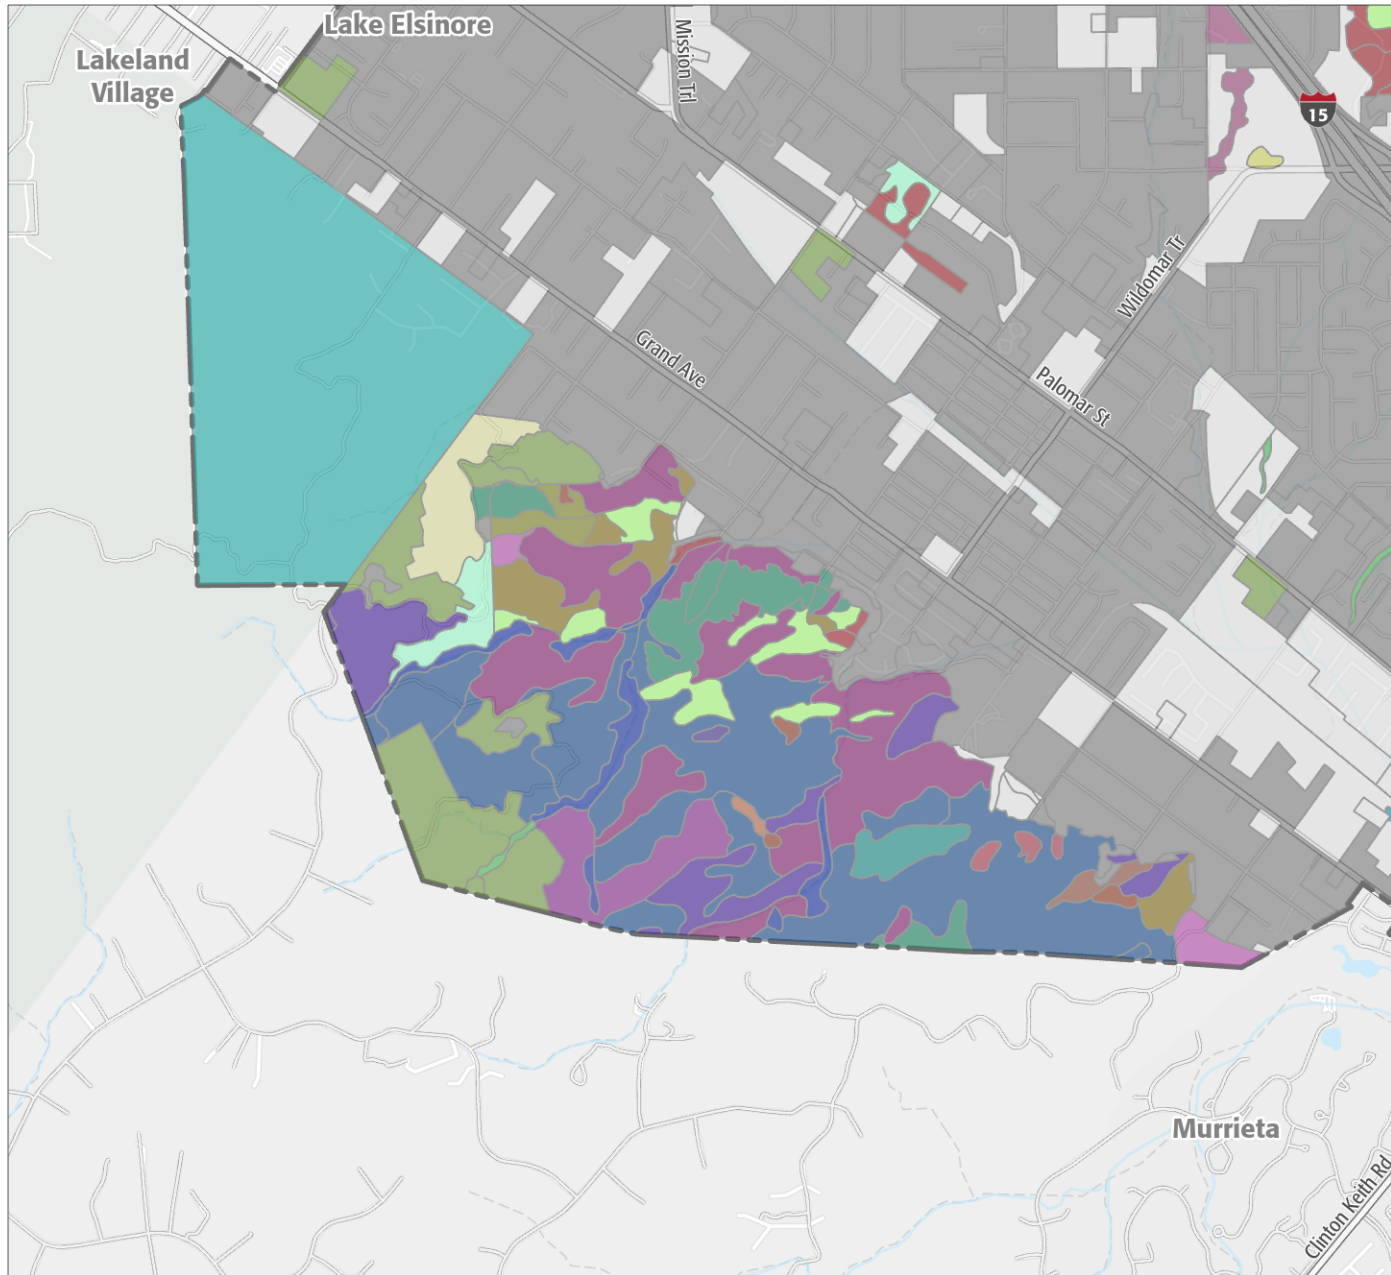 Lake Elsinore
Lakeland
Village
Mission Trl
15
Wildomar Tr
Grand Ave
Palomar St
Murrieta
Clinton Keith Rd